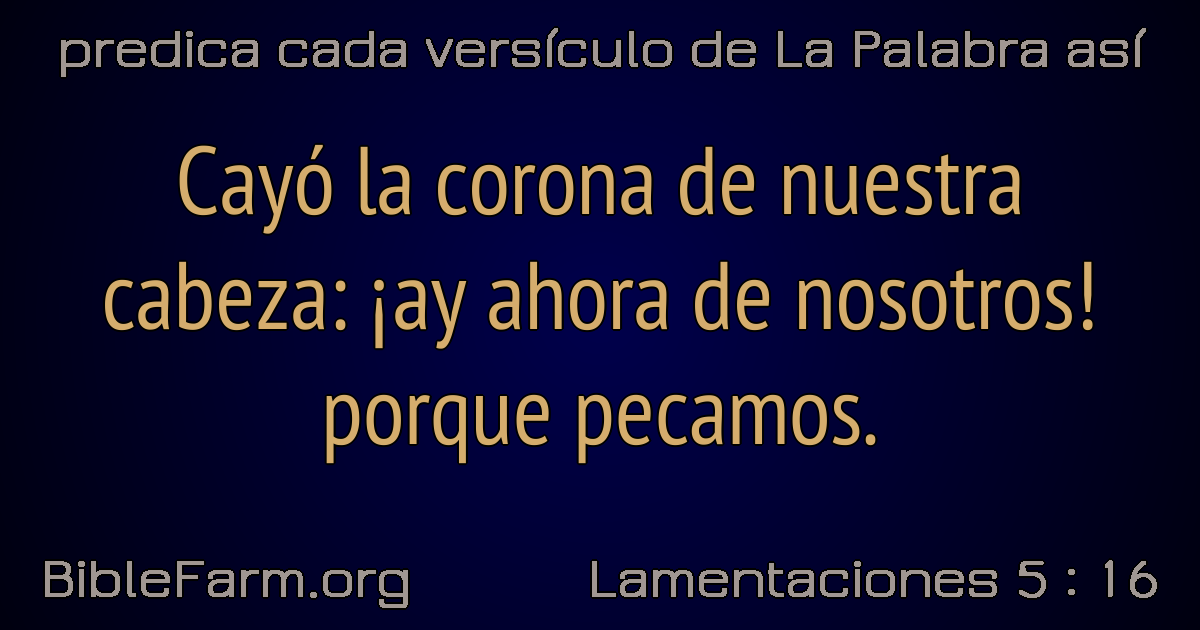 predica cada versículo de La Palabra así
Cayó la corona de nuestra
cabeza: ¡ay ahora de nosotros!
porque pecamos.
BibleFarm.org
Lamentaciones 5 : 16